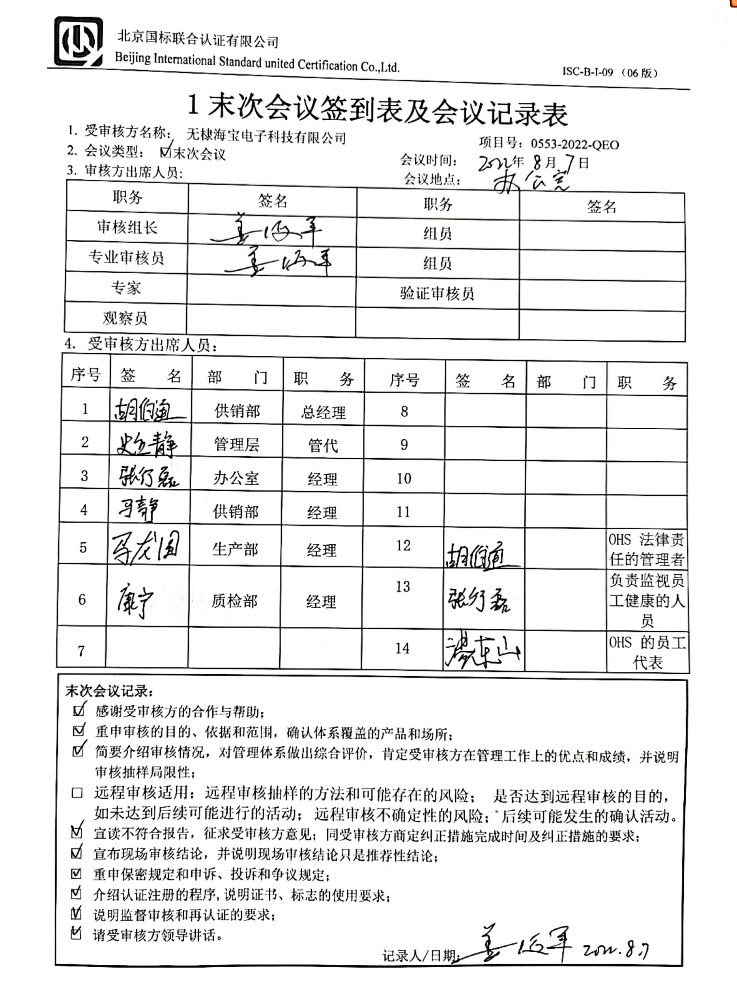 北京国标联合认证有限公司
Beijing International Standard united Certification Co.,Ltd.
ISC-B-I-09 （06 版）
1 末次会议签到表及会议记录表
1. 受审核方名称： 无棣海宝电子科技有限公司 项目号：0553-2022-QEO
2. 会议类型： ☑末次会议 会议时间： 2022年 8月 7日
3. 审核方出席人员: 会议地点： 办公室
职务 签名 职务 签名
审核组长 组员
专业审核员 组员
专家 验证审核员
观察员
4. 受审核方出席人员：
序号 签 名 部 门 职 务 序号 签 名 部 门 职 务
1 胡伯通 供销部 总经理 8
2 管理层 管代 9
3 张行磊 办公室 经理 10
4 马静 供销部 经理 11
5 马龙国 生产部 经理 12 胡伯通 OHS 法律责
任的管理者
6 康宁 质检部 经理 13 张行磊 负责监视员
工健康的人
员
7 14 OHS 的员工
代表
末次会议记录：
☑ 感谢受审核方的合作与帮助；
☑ 重申审核的目的、依据和范围，确认体系覆盖的产品和场所；
☑ 简要介绍审核情况，对管理体系做出综合评价，肯定受审核方在管理工作上的优点和成绩，并说明
审核抽样局限性；
□ 远程审核适用：远程审核抽样的方法和可能存在的风险； 是否达到远程审核的目的，
如未达到后续可能进行的活动； 远程审核不确定性的风险； 后续可能发生的确认活动。
☑ 宣读不符合报告，征求受审核方意见；同受审核方商定纠正措施完成时间及纠正措施的要求；
☑ 宣布现场审核结论，并说明现场审核结论只是推荐性结论；
☑ 重申保密规定和申诉、投诉和争议规定；
☑ 介绍认证注册的程序,说明证书、标志的使用要求；
☑ 说明监督审核和再认证的要求；
☑ 请受审核方领导讲话。
记录人/日期： 2022.8.7